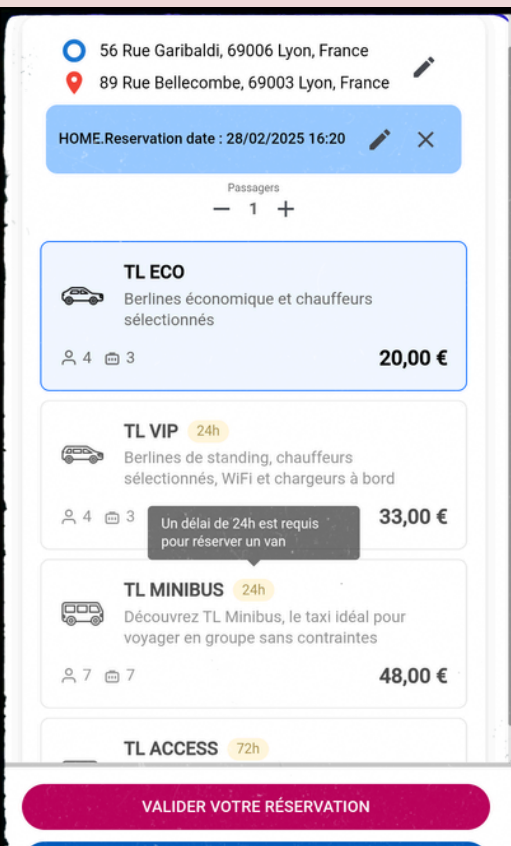 56 Rue Garibaldi, 69006 Lyon, France
89 Rue Bellecombe, 69003 Lyon, France
HOME.Reservation date : 28/02/2025 16:20
Passagers
1
TL ECO
Berlines économique et chauffeurs
sélectionnés
4 3
20,00 €
TL VIP 24h
Berlines de standing, chauffeurs
sélectionnés, WiFi et chargeurs à bord
4 3
33,00 €
Un délai de 24h est requis
pour réserver un van
TL MINIBUS 24h
Découvrez TL Minibus, le taxi idéal pour
voyager en groupe sans contraintes
7 7
48,00 €
TL ACCESS 72h
VALIDER VOTRE RÉSERVATION